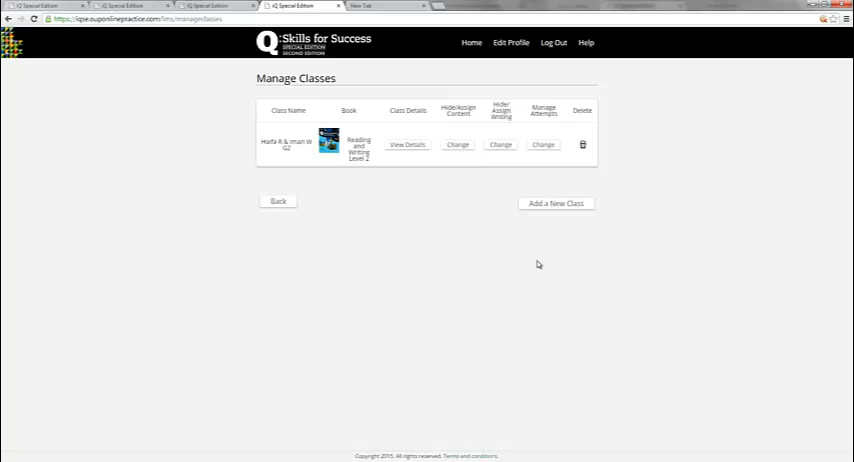 iQ Special Edition
iQ Special Edition
iQ Special Edition
iQ Special Edition
New Tab
https://iqse.ouponlinepractice.com/lms/manageclasses
Q:Skills for Success
SPECIAL EDITION
SECOND EDITION
Home Edit Profile Log Out Help
Manage Classes
Class Name Book Class Details Hide/Assign Content Hide/ Assign Writing Manage Attempts Delete
Haifa R & Iman W G2
Reading and Writing Level 2
View Details Change Change Change
Back Add a New Class
Copyright 2015. All rights reserved. Terms and conditions.